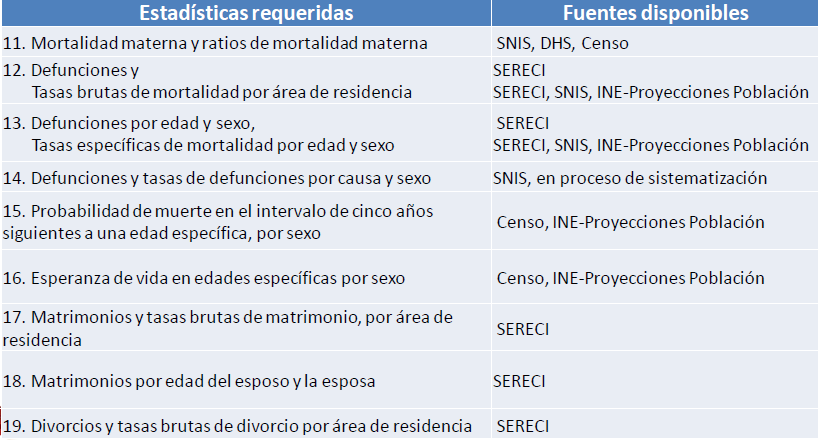 Estadísticas requeridas
Fuentes disponibles
11. Mortalidad materna y ratios de mortalidad materna
SNIS, DHS, Censo
12. Defunciones y
SERECI
Tasas brutas de mortalidad por área de residencia
SERECI, SNIS, INE-Proyecciones Población
13. Defunciones por edad y sexo,
SERECI
Tasas específicas de mortalidad por edad y sexo
SERECI, SNIS, INE-Proyecciones Población
14. Defunciones y tasas de defunciones por causa y sexo
SNIS, en proceso de sistematización
15. Probabilidad de muerte en el intervalo de cinco años
siguientes a una edad específica, por sexo
Censo, INE-Proyecciones Población
16. Esperanza de vida en edades específicas por sexo
Censo, INE-Proyecciones Población
17. Matrimonios y tasas brutas de matrimonio, por área de
residencia
SERECI
18. Matrimonios por edad del esposo y la esposa
SERECI
19. Divorcios y tasas brutas de divorcio por área de residencia
SERECI